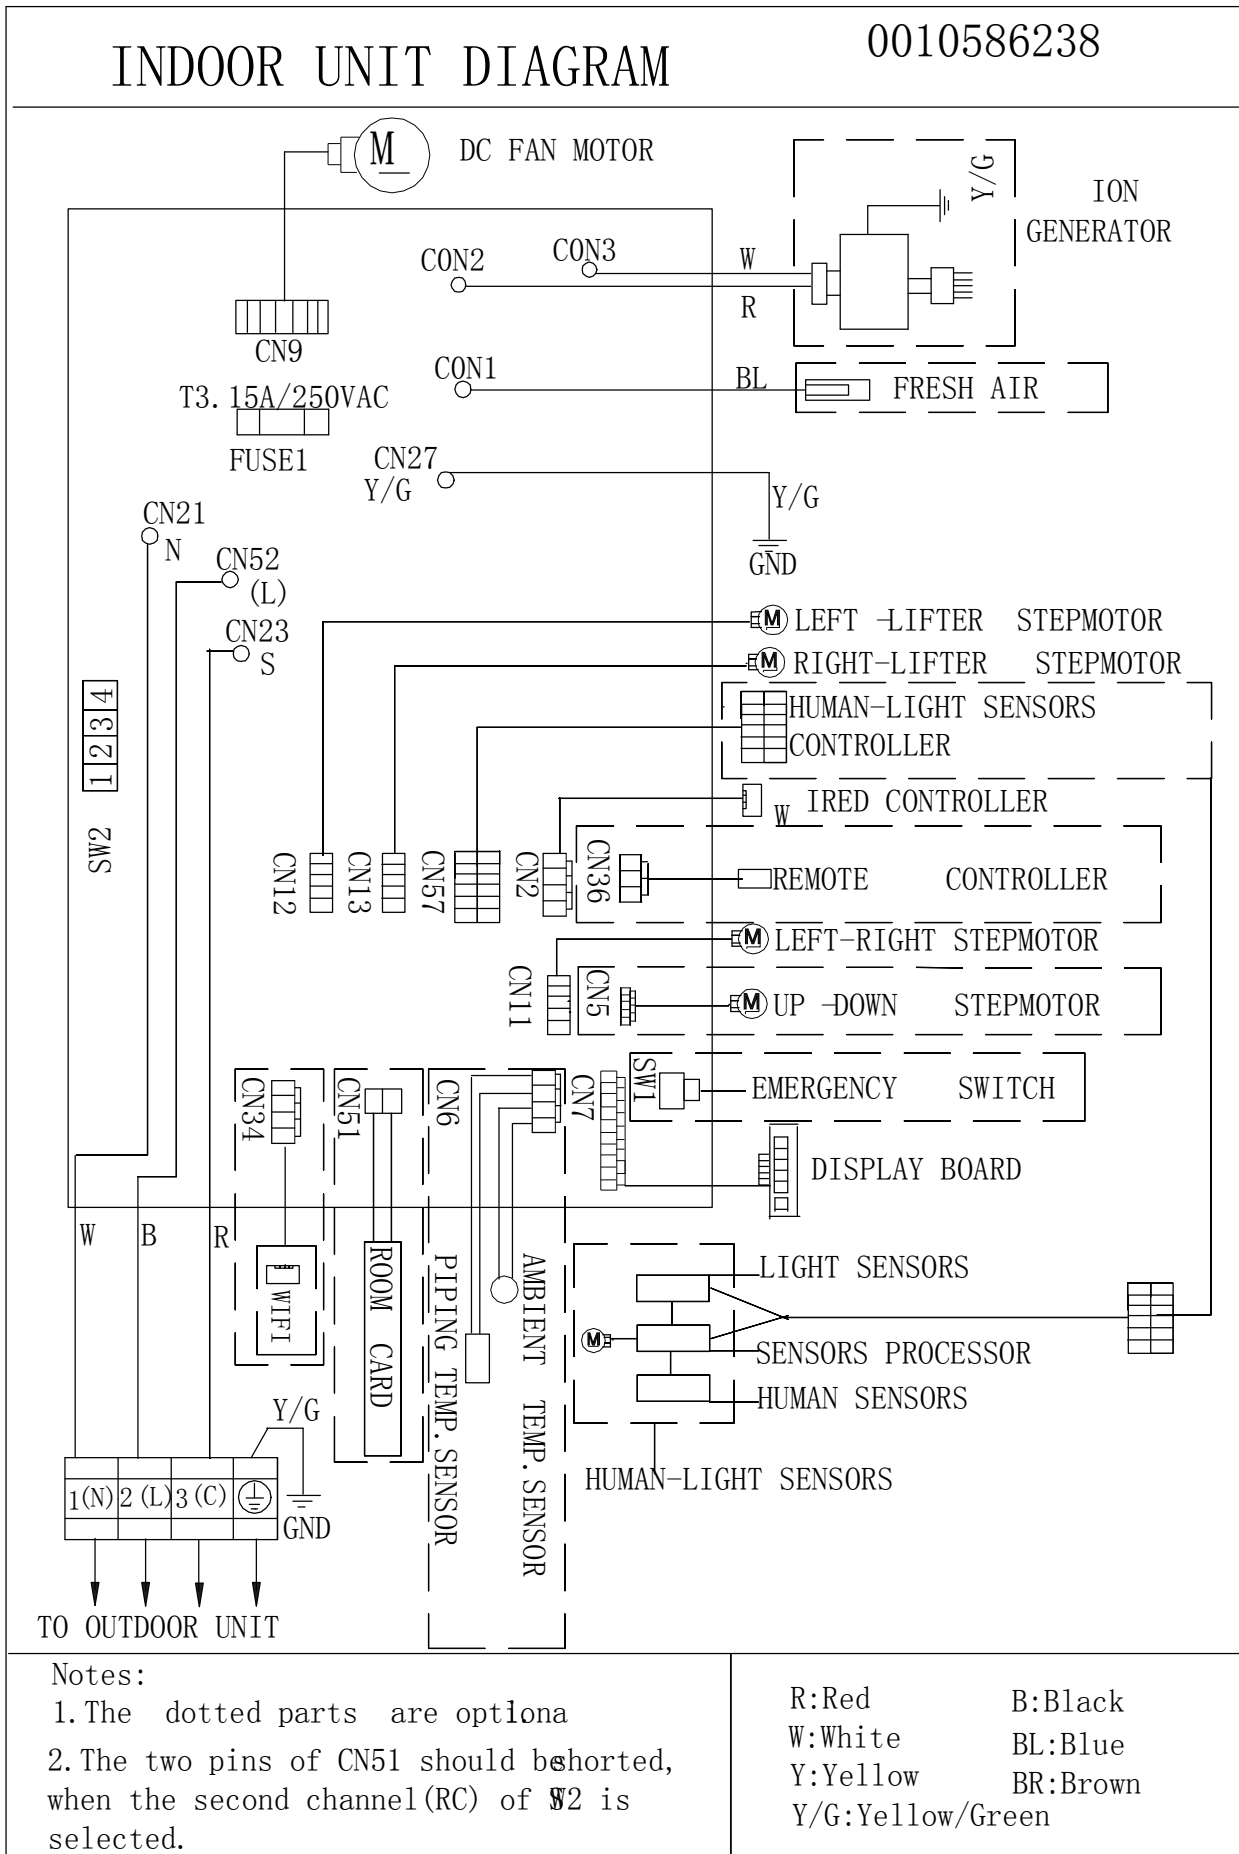 INDOOR UNIT DIAGRAM
0010586238
M
DC FAN MOTOR
Y/G
ION
GENERATOR
CON2
CON3
W
R
CN9
CON1
BL
FRESH AIR
T3.15A/250VAC
FUSE1
CN27
Y/G
Y/G
GND
CN21
N
CN52
(L)
CN23
S
M
LEFT -LIFTER STEPMOTOR
M
RIGHT-LIFTER STEPMOTOR
HUMAN-LIGHT SENSORS
CONTROLLER
1 2 3 4
SW2
W
IRED CONTROLLER
CN12
CN13
CN57
CN2
CN36
REMOTE CONTROLLER
M
LEFT-RIGHT STEPMOTOR
CN11
CN5
M
UP -DOWN STEPMOTOR
CN34
CN51
CN6
CN7
SW1
EMERGENCY SWITCH
DISPLAY BOARD
W
B
R
WIFI
ROOM CARD
PIPING TEMP.SENSOR
AMBIENT TEMP.SENSOR
LIGHT SENSORS
M
SENSORS PROCESSOR
HUMAN SENSORS
HUMAN-LIGHT SENSORS
Y/G
1(N)
2(L)
3(C)
GND
TO OUTDOOR UNIT
Notes:
1.The dotted parts are optiona
2.The two pins of CN51 should be shorted,
when the second channel(RC) of SW2 is
selected.
R:Red
B:Black
W:White
BL:Blue
Y:Yellow
BR:Brown
Y/G:Yellow/Green